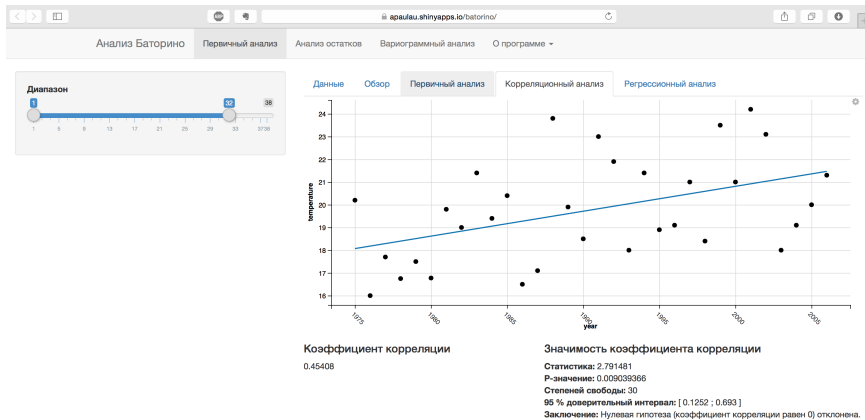 apaulau.shinyapps.io/batorino/
Анализ Баторино Первичный анализ Анализ остатков Вариограммный анализ О программе
Диапазон
1 32 38
1 5 9 13 17 21 25 29 33 3738
Данные Обзор Первичный анализ Корреляционный анализ Регрессионный анализ
24
23
22
21
20
19
18
17
16
temperature
1975 1980 1985 1990 1995 2000 2005
year
Коэффициент корреляции
0.45408
Значимость коэффициента корреляции
Статистика: 2.791481
P-значение: 0.009039366
Степеней свободы: 30
95 % доверительный интервал: [ 0.1252 ; 0.693 ]
Заключение: Нулевая гипотеза (коэффициент корреляции равен 0) отклонена.